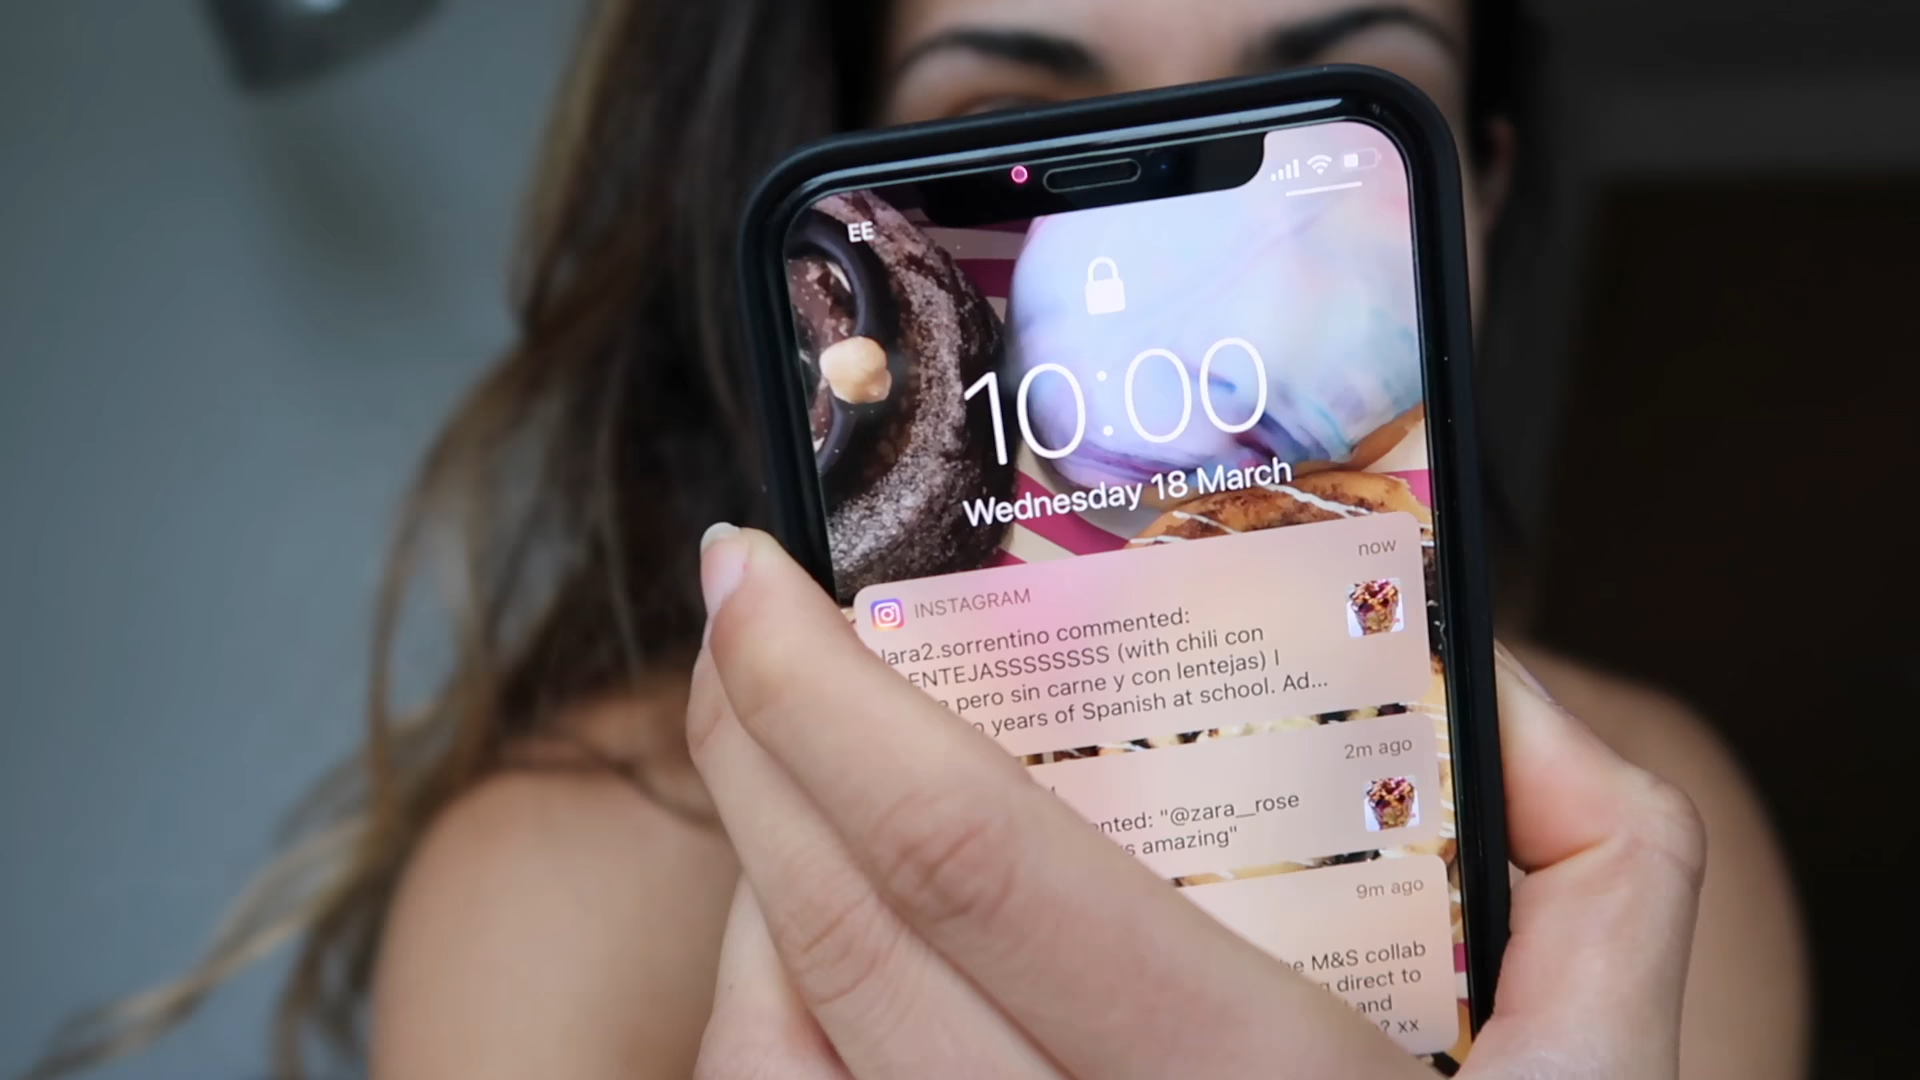 EE
10:00
Wednesday 18 March
now
INSTAGRAM
lara2.sorrentino commented:
ENTEJASSSSSSSS (with chili con
pero sin carne y con lentejas) I
years of Spanish at school. Ad...
2m ago
nted: "@zara__rose
amazing"
9m ago
M&S collab
direct to
and
? xx